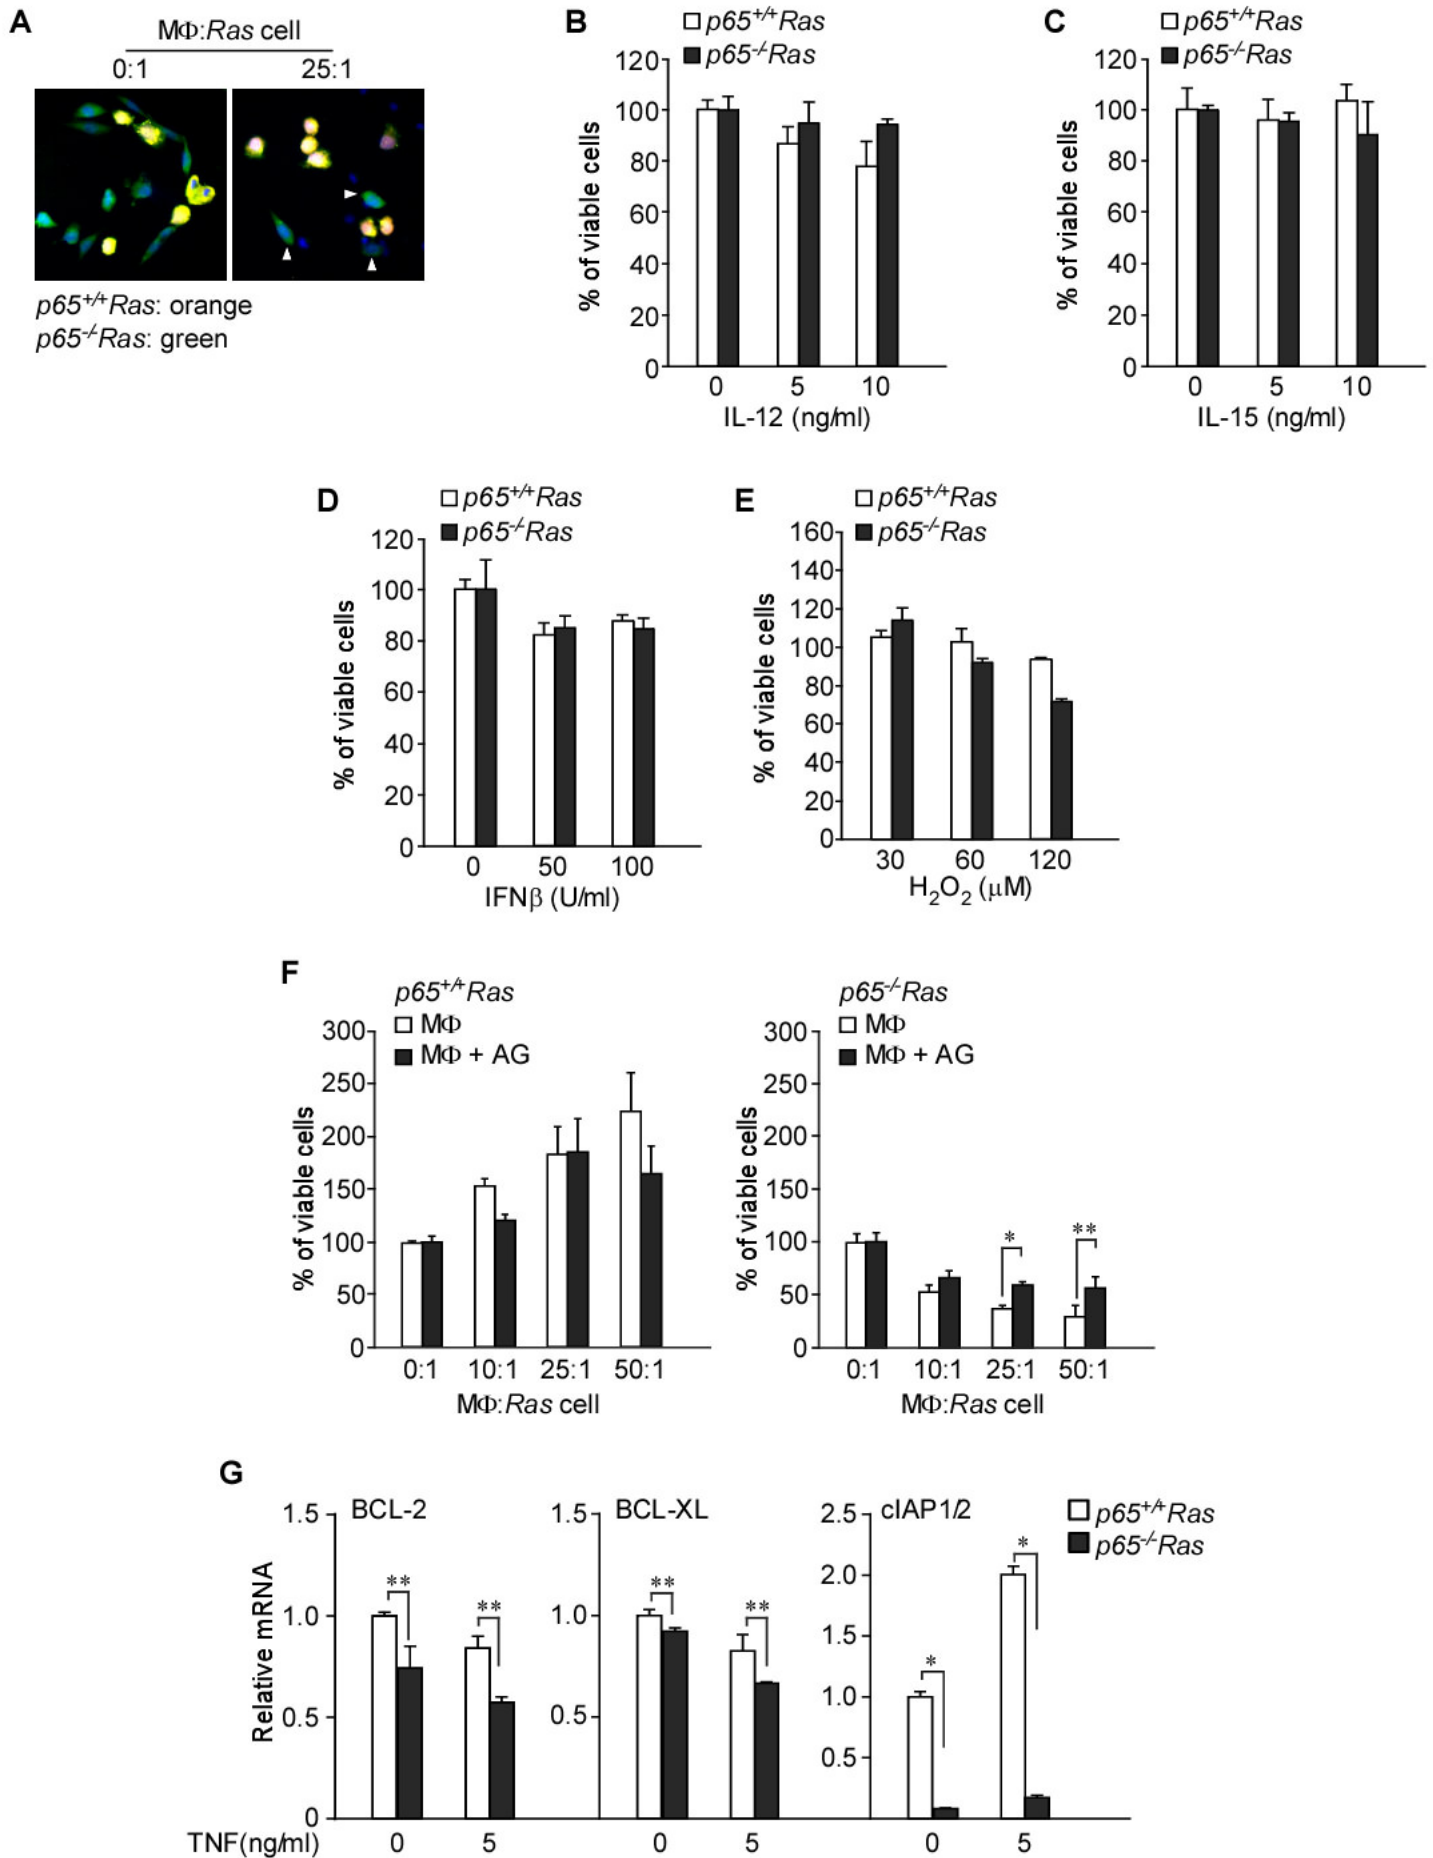 A
MΦ:Ras cell
0:1 25:1
p65+/+Ras: orange
p65-/-Ras: green
B
p65+/+Ras
p65-/-Ras
120
100
80
60
40
20
0
% of viable cells
0 5 10
IL-12 (ng/ml)
C
p65+/+Ras
p65-/-Ras
120
100
80
60
40
20
0
% of viable cells
0 5 10
IL-15 (ng/ml)
D
p65+/+Ras
p65-/-Ras
120
100
80
60
40
20
0
% of viable cells
0 50 100
IFNβ (U/ml)
E
p65+/+Ras
p65-/-Ras
160
140
120
100
80
60
40
20
0
% of viable cells
30 60 120
H2O2 (μM)
F
p65+/+Ras
MΦ
MΦ + AG
300
250
200
150
100
50
0
% of viable cells
0:1 10:1 25:1 50:1
MΦ:Ras cell
p65-/-Ras
MΦ
MΦ + AG
300
250
200
150
100
50
0
% of viable cells
* **
0:1 10:1 25:1 50:1
MΦ:Ras cell
G
BCL-2
1.5
1.0
0.5
0
Relative mRNA
** **
TNF(ng/ml) 0 5
BCL-XL
1.5
1.0
0.5
** **
0 5
cIAP1/2
2.5
2.0
1.5
1.0
0.5
* *
0 5
p65+/+Ras
p65-/-Ras